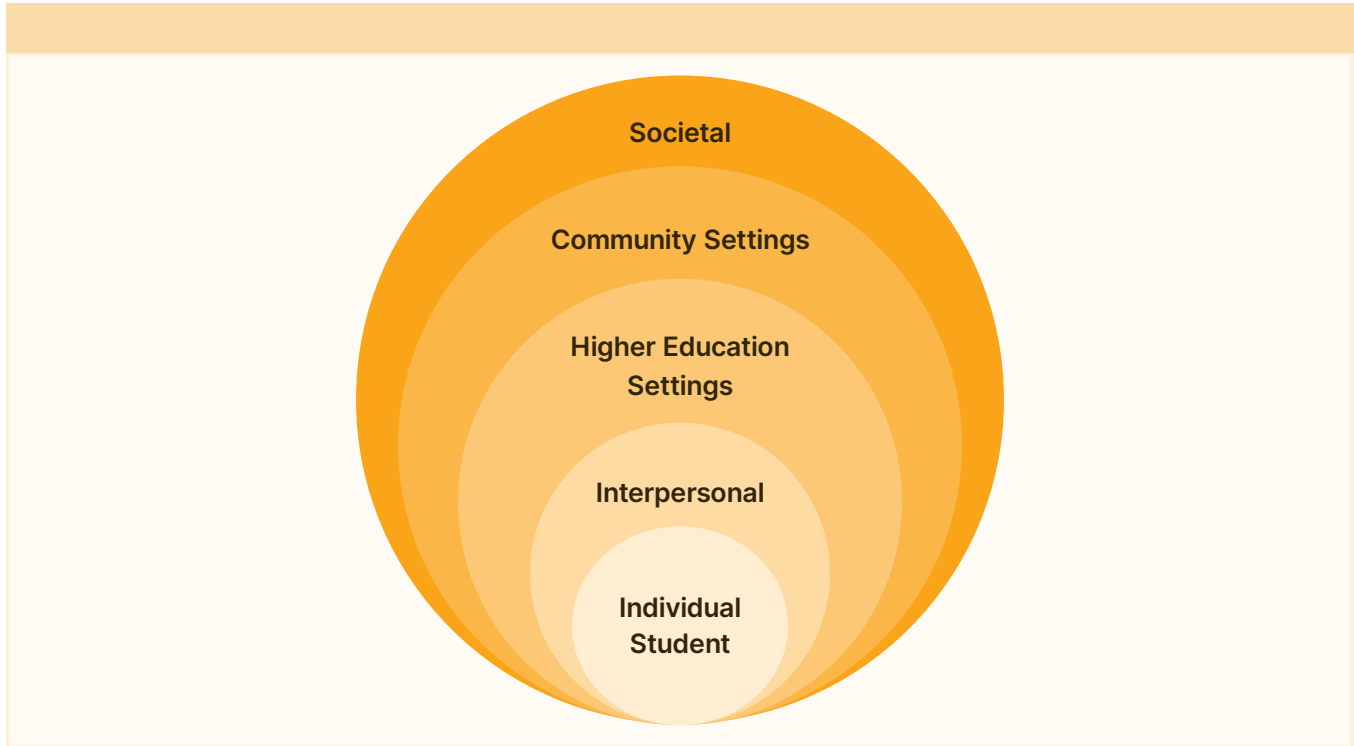 Societal
Community Settings
Higher Education
Settings
Interpersonal
Individual
Student